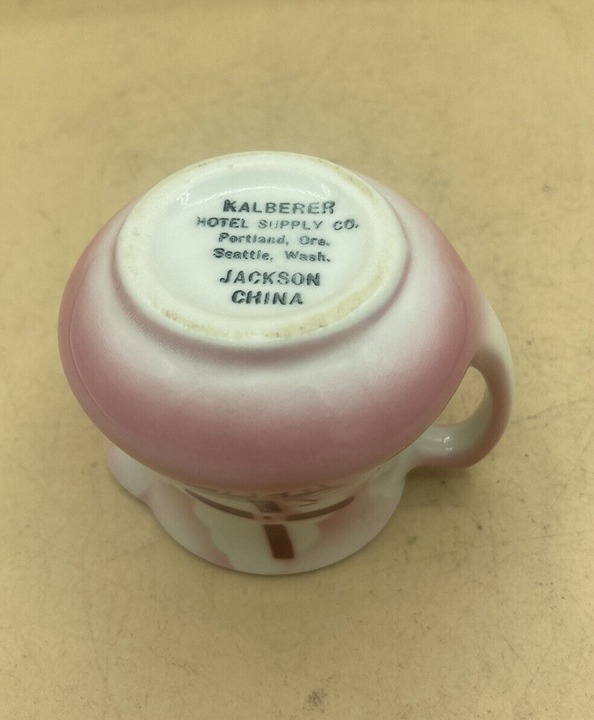 KALBERER
HOTEL SUPPLY CO.
Portland, Ore.
Seattle, Wash.
JACKSON
CHINA